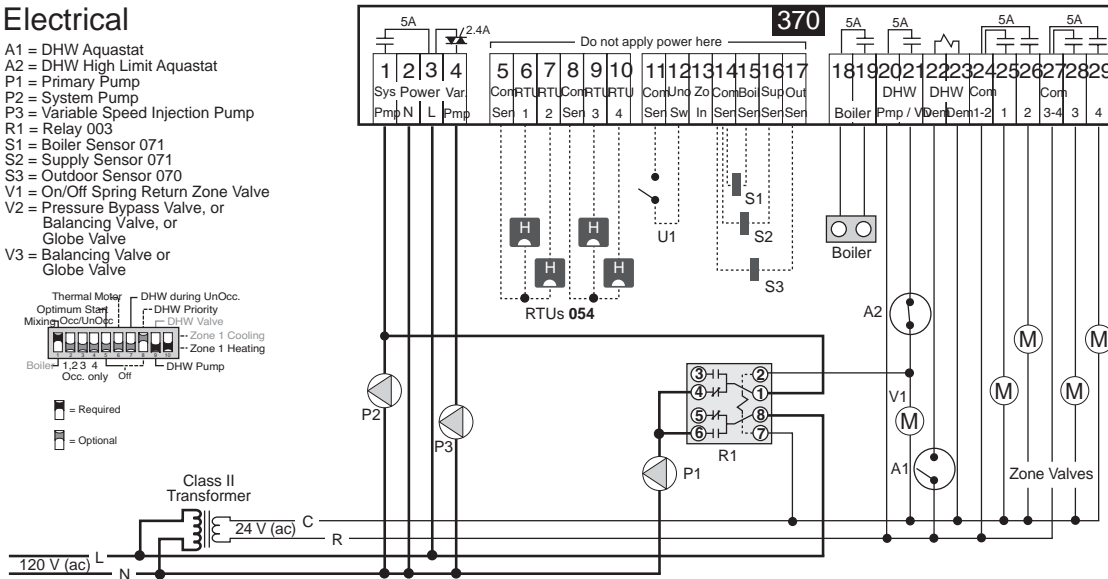 Electrical
A1 = DHW Aquastat
A2 = DHW High Limit Aquastat
P1 = Primary Pump
P2 = System Pump
P3 = Variable Speed Injection Pump
R1 = Relay 003
S1 = Boiler Sensor 071
S2 = Supply Sensor 071
S3 = Outdoor Sensor 070
V1 = On/Off Spring Return Zone Valve
V2 = Pressure Bypass Valve, or
Balancing Valve, or
Globe Valve
V3 = Balancing Valve or
Globe Valve
Thermal Motor
DHW during UnOcc.
Optimum Start
DHW Priority
Mixing
Occ/UnOcc
DHW Valve
Zone 1 Cooling
Zone 1 Heating
1 2 3 4 5 6 7 8 9 10
Boiler
1,2 3 4
Off
DHW Pump
Occ. only
= Required
= Optional
370
5A
2.4A
Do not apply power here
5A 5A 5A 5A
1 2 3 4 5 6 7 8 9 10 11 12 13 14 15 16 17 18 19 20 21 22 23 24 25 26 27 28 29
Sys Power Var. Com RTU RTU Com RTU RTU Com Uno Zo Com Boil Sup Out DHW DHW Com Com
Pmp N L Pmp Sen 1 2 Sen 3 4 Sen Sw In Sen Sen Sen Sen Boiler Pmp / Vlv Dem Dem 1-2 1 2 3-4 3 4
H H
H H
RTUs 054
U1
S1
S2
S3
Boiler
A2
V1
M
A1
M M M M
Zone Valves
P2
P3
P1
3 2
4 1
5 8
6 7
R1
Class II
Transformer
24 V (ac)
C
R
120 V (ac)
L
N